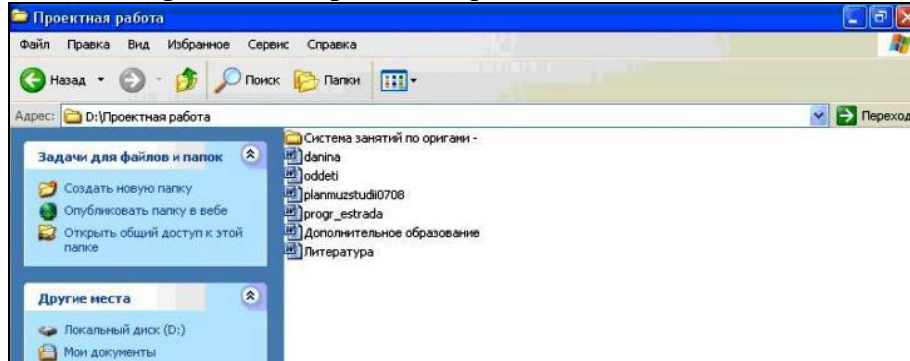 Проектная работа
Файл Правка Вид Избранное Сервис Справка
Назад Поиск Папки
Адрес: D:\Проектная работа Переход
Задачи для файлов и папок
Создать новую папку
Опубликовать папку в вебе
Открыть общий доступ к этой
папке
Другие места
Локальный диск (D:)
Мои документы
Система занятий по оригани -
danina
oddeti
planmuzstudii0708
progr_estrada
Дополнительное образование
Литература